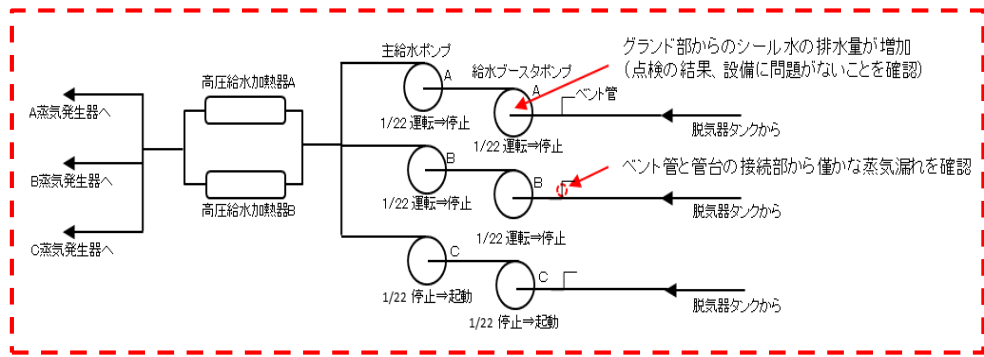 グランド部からのシール水の排水量が増加
(点検の結果、設備に問題がないことを確認)
主給水ポンプ
給水ブースタポンプ
高圧給水加熱器A
A
A
ベント管
A蒸気発生器へ
1/22 運転⇒停止
1/22 運転⇒停止
脱気器タンクから
B
ベント管と管台の接続部から僅かな蒸気漏れを確認
B蒸気発生器へ
1/22 運転⇒停止
B
高圧給水加熱器B
脱気器タンクから
1/22 運転⇒停止
C蒸気発生器へ
C
C
1/22 停止⇒起動
脱気器タンクから
1/22 停止⇒起動